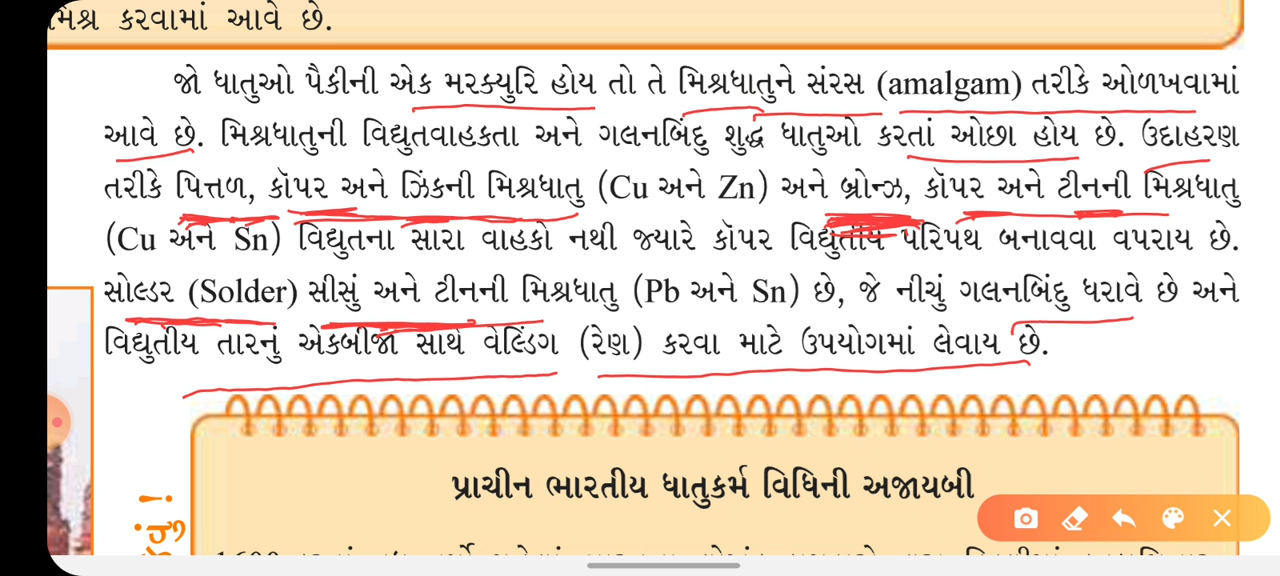 મિશ્ર કરવામાં આવે છે.
જો ધાતુઓ પૈકીની એક મરક્યુરિ હોય તો તે મિશ્રધાતુને સંરસ (amalgam) તરીકે ઓળખવામાં
આવે છે. મિશ્રધાતુની વિદ્યુતવાહકતા અને ગલનબિંદુ શુદ્ધ ધાતુઓ કરતાં ઓછા હોય છે. ઉદાહરણ
તરીકે પિત્તળ, કૉપર અને ઝિંકની મિશ્રધાતુ (Cu અને Zn) અને બ્રોન્ઝ, કૉપર અને ટીનની મિશ્રધાતુ
(Cu અને Sn) વિદ્યુતના સારા વાહકો નથી જ્યારે કૉપર વિદ્યુતીય પરિપથ બનાવવા વપરાય છે.
સોલ્ડર (Solder) સીસું અને ટીનની મિશ્રધાતુ (Pb અને Sn) છે, જે નીચું ગલનબિંદુ ધરાવે છે અને
વિદ્યુતીય તારનું એકબીજા સાથે વેલ્ડિંગ (રેણ) કરવા માટે ઉપયોગમાં લેવાય છે.
પ્રાચીન ભારતીય ધાતુકર્મ વિધિની અજાયબી